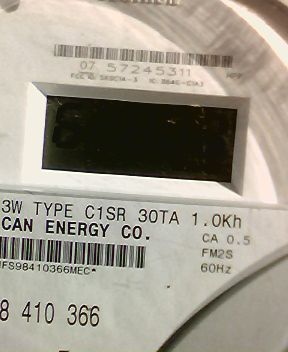 07 57245311
3W TYPE C1SR 30TA 1.0Kh
CAN ENERGY CO.
CA 0.5
FM2S
60Hz
FS98410366MEC*
8 410 366